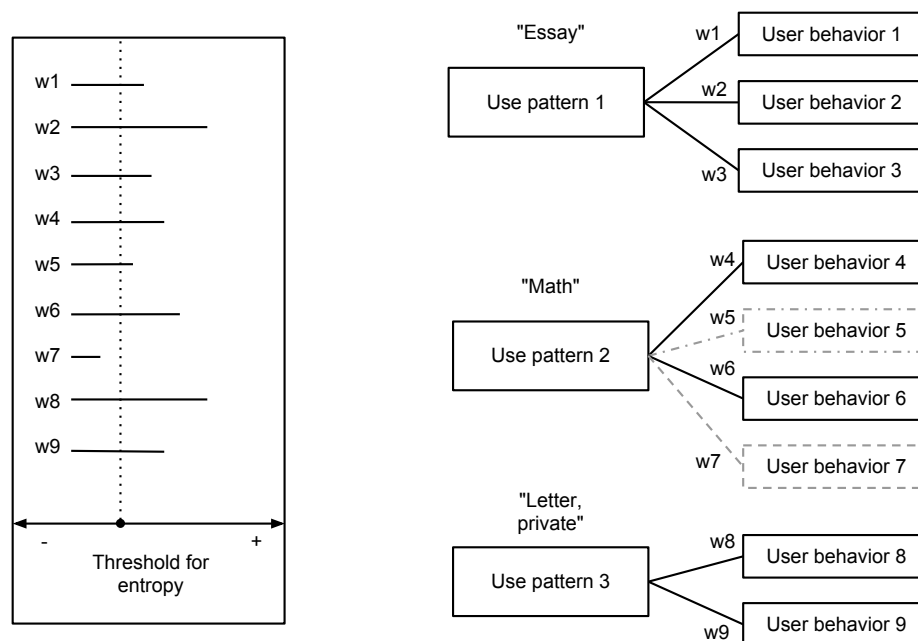 w1
w2
w3
w4
w5
w6
w7
w8
w9
-
+
Threshold for
entropy
"Essay"
Use pattern 1
w1
User behavior 1
w2
User behavior 2
w3
User behavior 3
"Math"
Use pattern 2
w4
User behavior 4
w5
User behavior 5
w6
User behavior 6
w7
User behavior 7
"Letter,
private"
Use pattern 3
w8
User behavior 8
w9
User behavior 9